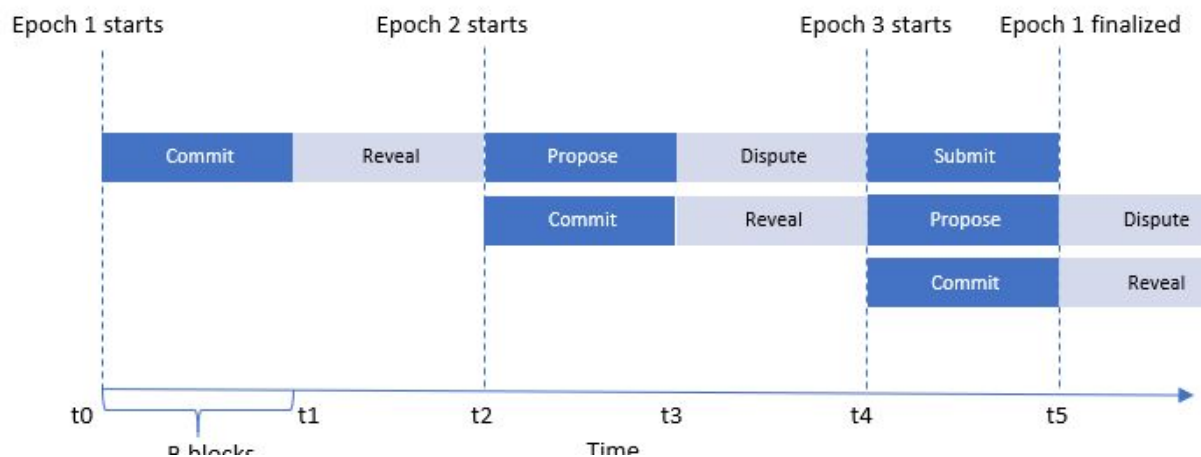 Epoch 1 starts
Epoch 2 starts
Epoch 3 starts
Epoch 1 finalized
Commit
Reveal
Propose
Dispute
Submit
Commit
Reveal
Propose
Dispute
Commit
Reveal
t0
t1
t2
t3
t4
t5
B blocks
Time